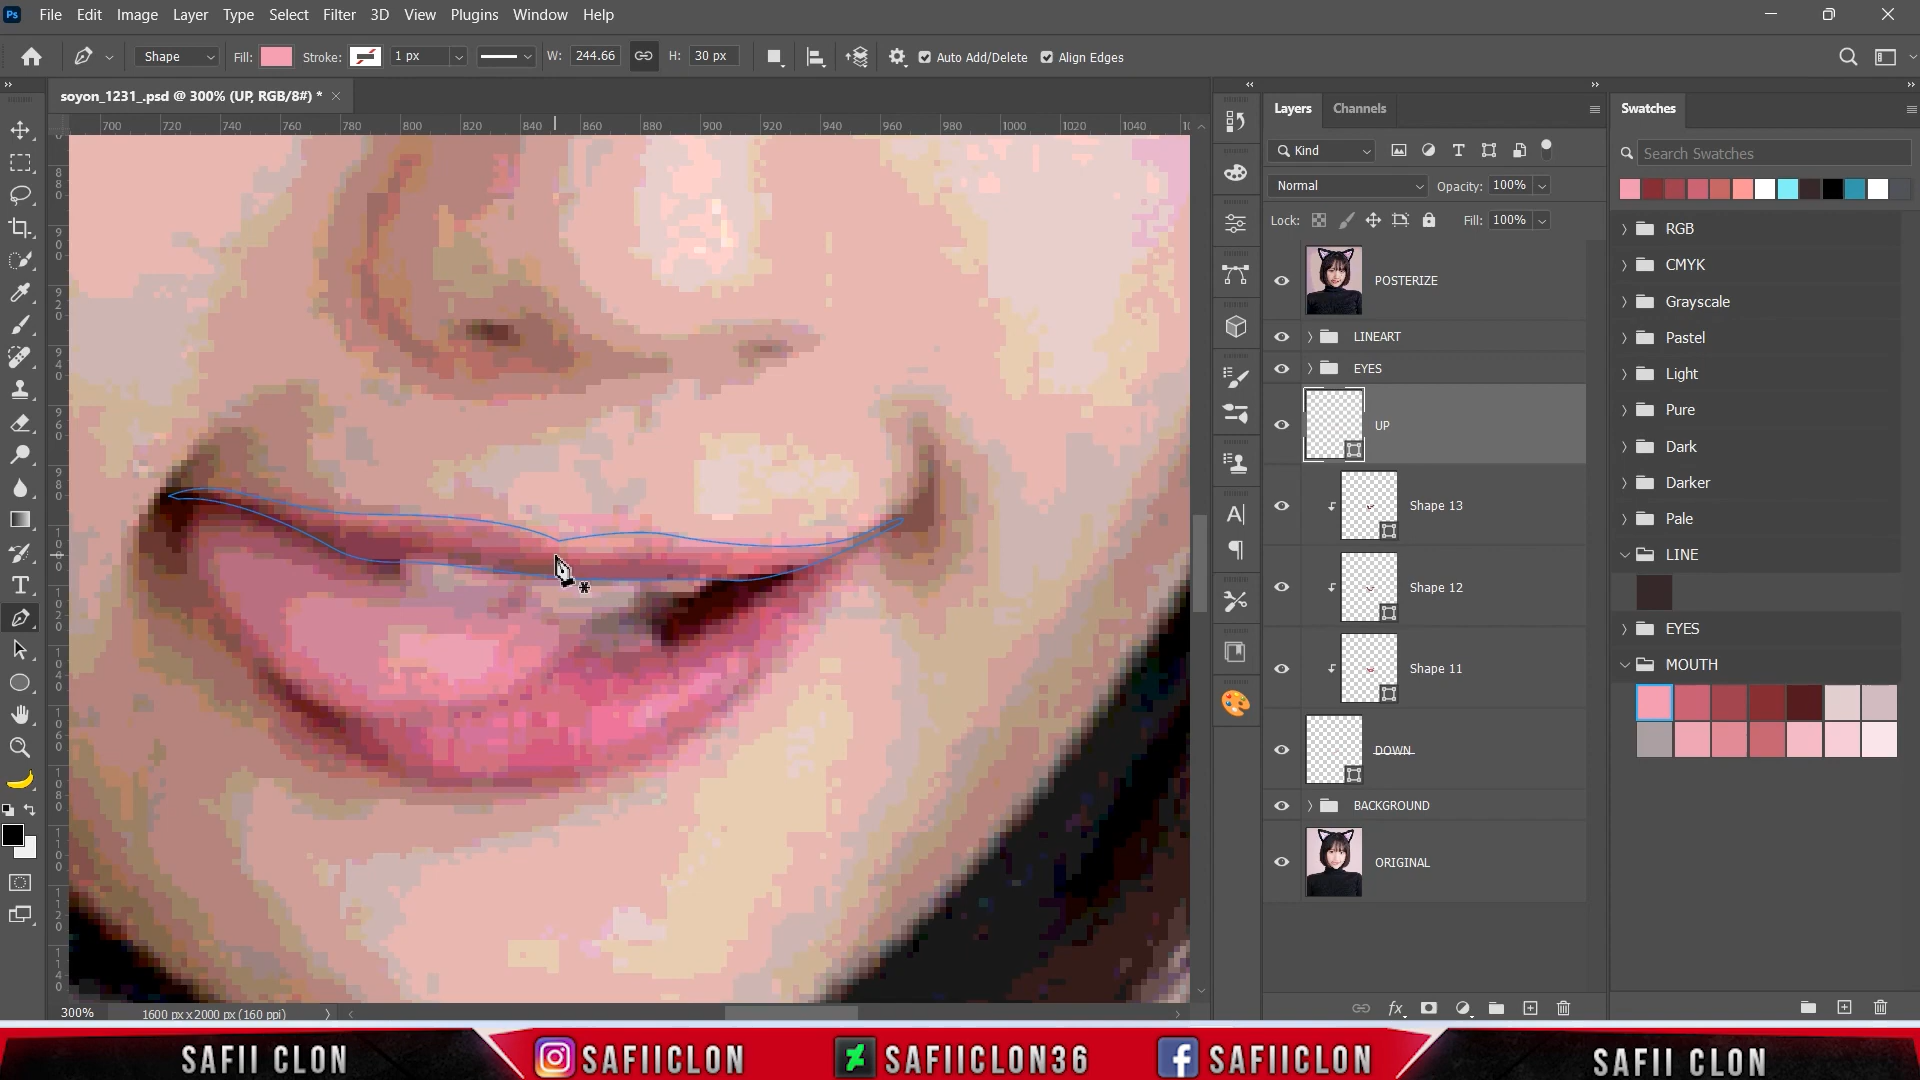 Ps File Edit Image Layer Type Select Filter 3D View Plugins Window Help
Shape Fill: Stroke: 1 px W: 244.66 H: 30 px Auto Add/Delete Align Edges
soyon_1231_.psd @ 300% (UP, RGB/8#) *
700 720 740 760 780 800 820 840 860 880 900 920 940 960 980 1000 1020 1040
Layers Channels
Kind
Normal Opacity: 100%
Lock: Fill: 100%
POSTERIZE
LINEART
EYES
UP
Shape 13
Shape 12
Shape 11
DOWN
BACKGROUND
ORIGINAL
Swatches
Search Swatches
RGB
CMYK
Grayscale
Pastel
Light
Pure
Dark
Darker
Pale
LINE
EYES
MOUTH
300% 1600 px x 2000 px (160 ppi)
SAFII CLON SAFIICLON SAFIICLON36 SAFIICLON SAFII CLON